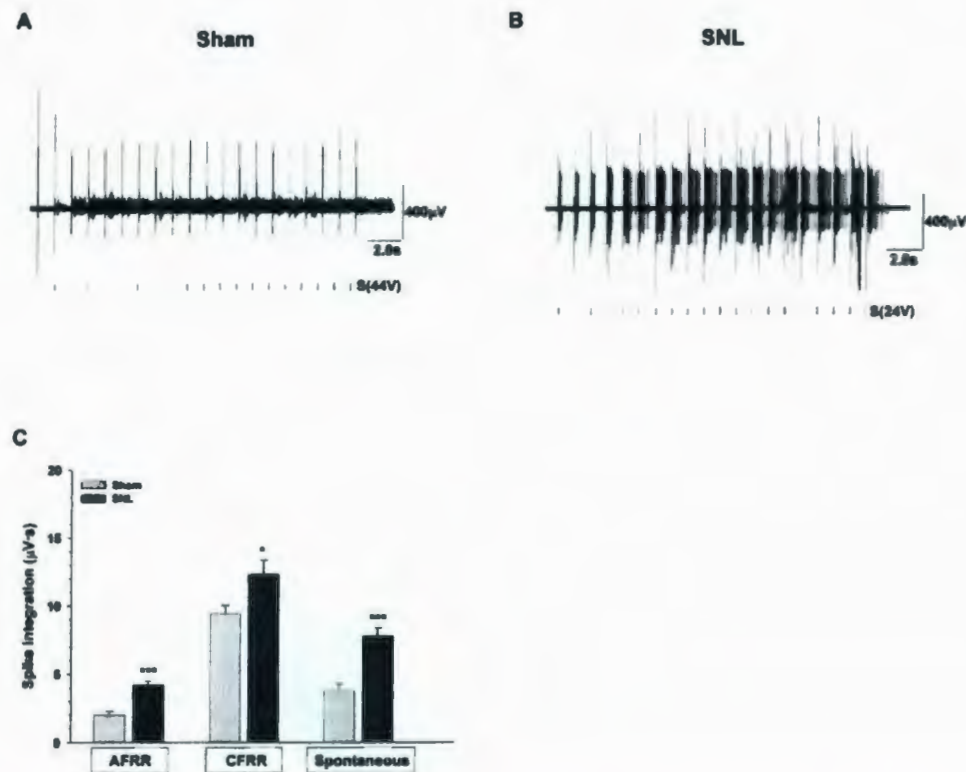 A
Sham
400µV
2.0s
S(44V)
B
SNL
400µV
2.0s
S(24V)
C
Sham
SNL
Spike integration (µV·s)
20
15
10
5
0
*
***
***
AFRR
CFRR
Spontaneous